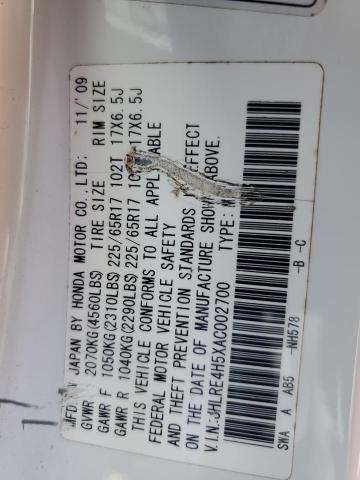 MFD. JAPAN BY HONDA MOTOR CO., LTD: 11/'09
GVWR 2070KG(4560LBS) TIRE SIZE RIM SIZE
GAWR F 1050KG(2310LBS) 225/65R17 102T 17X6.5J
GAWR R 1040KG(2290LBS) 225/65R17 17X6.5J
THIS VEHICLE CONFORMS TO ALL
FEDERAL MOTOR VEHICLE SAFETY
AND THEFT PREVENTION STANDARDS EFFECT
ON THE DATE OF MANUFACTURE SHOWN ABOVE.
V.I.N: JHLRE4H5XAC002700 TYPE:
SWA A AB5 -NH578 -B -C